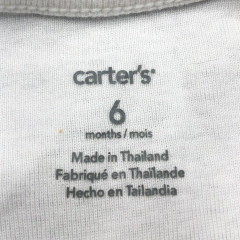 carter's®
6
months / mois
Made in Thailand
Fabriqué en Thaïlande
Hecho en Tailandia